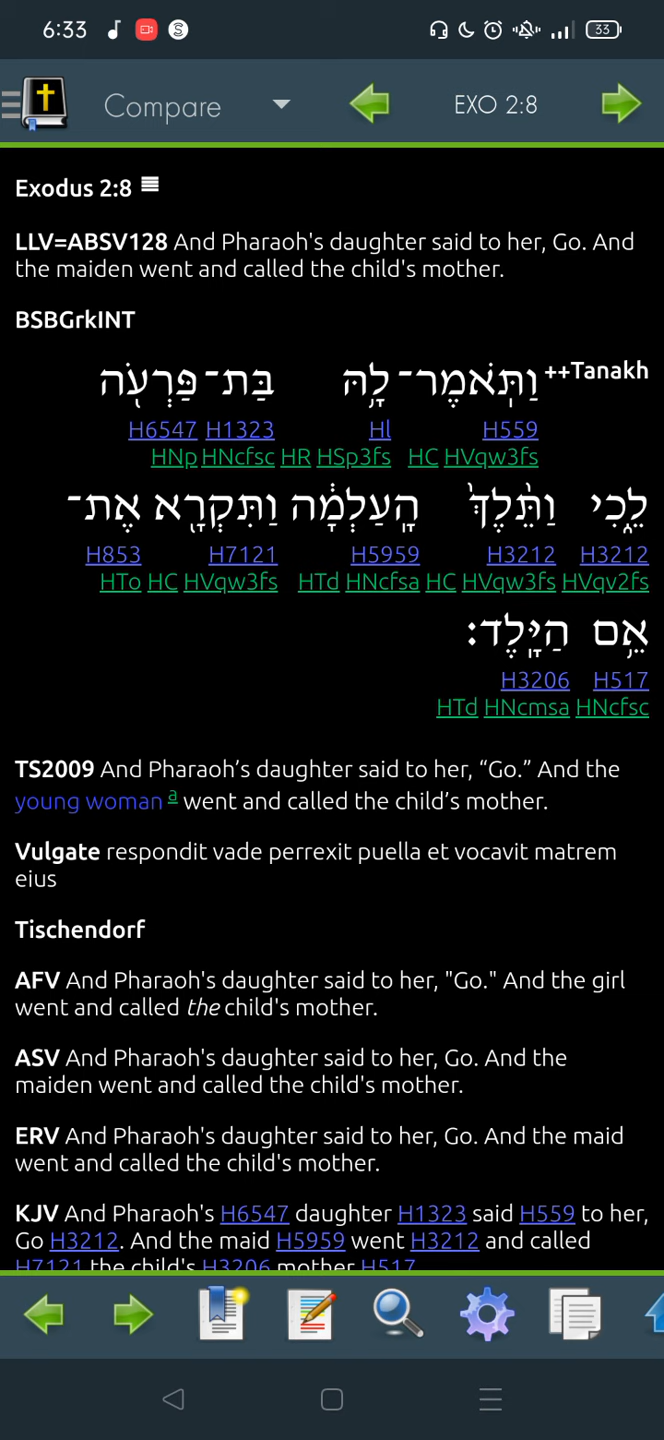 6:33
33
Compare
EXO 2:8
Exodus 2:8
LLV=ABSV128 And Pharaoh's daughter said to her, Go. And
the maiden went and called the child's mother.
BSBGrkINT
++Tanakh וַתֹּֽאמֶר־ לָ֥הּ בַּת־ פַּרְעֹ֖ה
H559 Hl H1323 H6547
HNp HNcfsc HR HSp3fs HC HVqw3fs
לֵ֑כִי וַתֵּ֙לֶךְ֙ הָֽעַלְמָ֔ה וַתִּקְרָ֖א אֶת־
H3212 H3212 H5959 H7121 H853
HTo HC HVqw3fs HTd HNcfsa HC HVqw3fs HVqv2fs
אֵ֥ם הַיָּֽלֶד׃
H517 H3206
HTd HNcmsa HNcfsc
TS2009 And Pharaoh’s daughter said to her, “Go.” And the
young woman a went and called the child’s mother.
Vulgate respondit vade perrexit puella et vocavit matrem
eius
Tischendorf
AFV And Pharaoh's daughter said to her, "Go." And the girl
went and called the child's mother.
ASV And Pharaoh's daughter said to her, Go. And the
maiden went and called the child's mother.
ERV And Pharaoh's daughter said to her, Go. And the maid
went and called the child's mother.
KJV And Pharaoh's H6547 daughter H1323 said H559 to her,
Go H3212. And the maid H5959 went H3212 and called
H7121 the child's H3206 mother H517